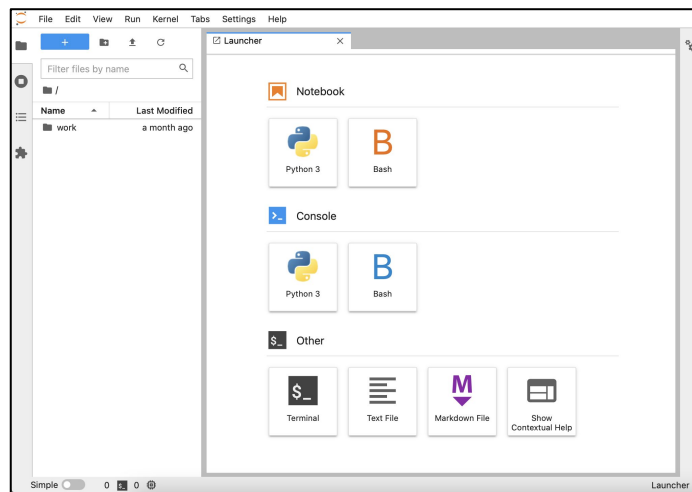 File Edit View Run Kernel Tabs Settings Help
+
Launcher
Filter files by name
/
Name Last Modified
work a month ago
Notebook
Python 3 B Bash
>_ Console
Python 3 B Bash
$_ Other
$_ Terminal Text File M Markdown File Show
Contextual Help
Simple 0 $_ 0 Launcher